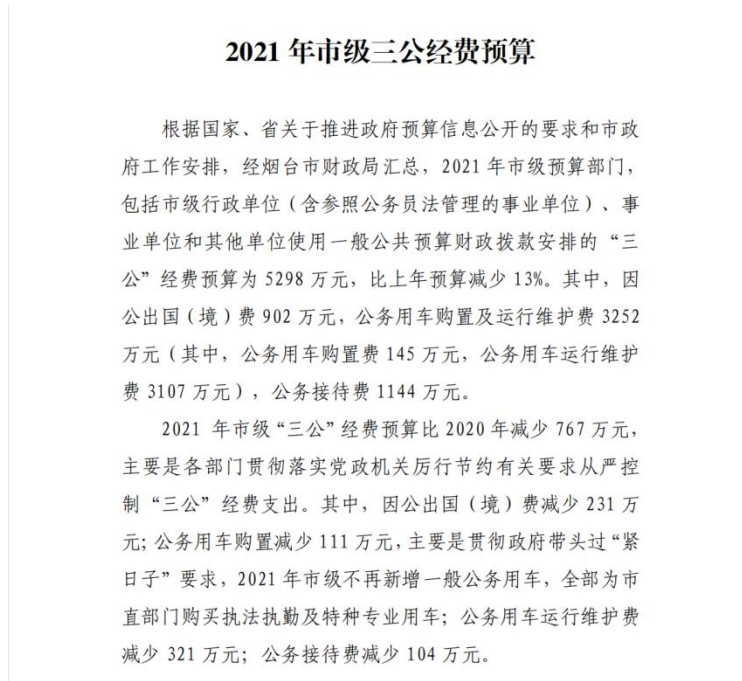 2021 年市级三公经费预算
根据国家、省关于推进政府预算信息公开的要求和市政
府工作安排，经烟台市财政局汇总，2021 年市级预算部门，
包括市级行政单位（含参照公务员法管理的事业单位）、事
业单位和其他单位使用一般公共预算财政拨款安排的“三
公”经费预算为 5298 万元，比上年预算减少 13%。其中，因
公出国（境）费 902 万元，公务用车购置及运行维护费 3252
万元（其中，公务用车购置费 145 万元，公务用车运行维护
费 3107 万元），公务接待费 1144 万元。
2021 年市级“三公”经费预算比 2020 年减少 767 万元，
主要是各部门贯彻落实党政机关厉行节约有关要求从严控
制“三公”经费支出。其中，因公出国（境）费减少 231 万
元；公务用车购置减少 111 万元，主要是贯彻政府带头过“紧
日子”要求，2021 年市级不再新增一般公务用车，全部为市
直部门购买执法执勤及特种专业用车；公务用车运行维护费
减少 321 万元；公务接待费减少 104 万元。